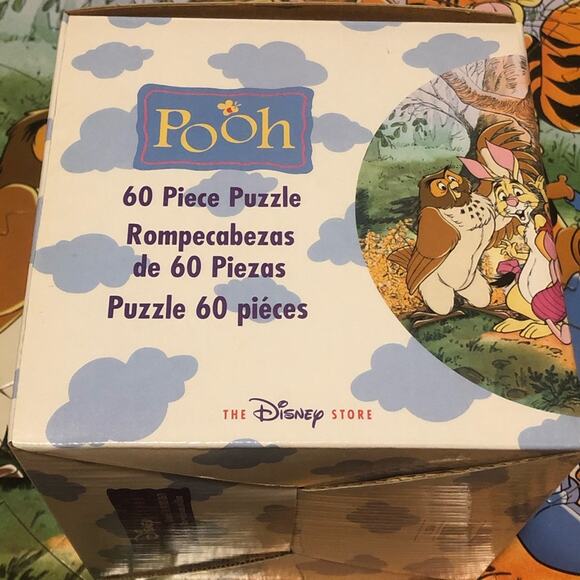 Pooh
60 Piece Puzzle
Rompecabezas
de 60 Piezas
Puzzle 60 piéces
THE Disney STORE